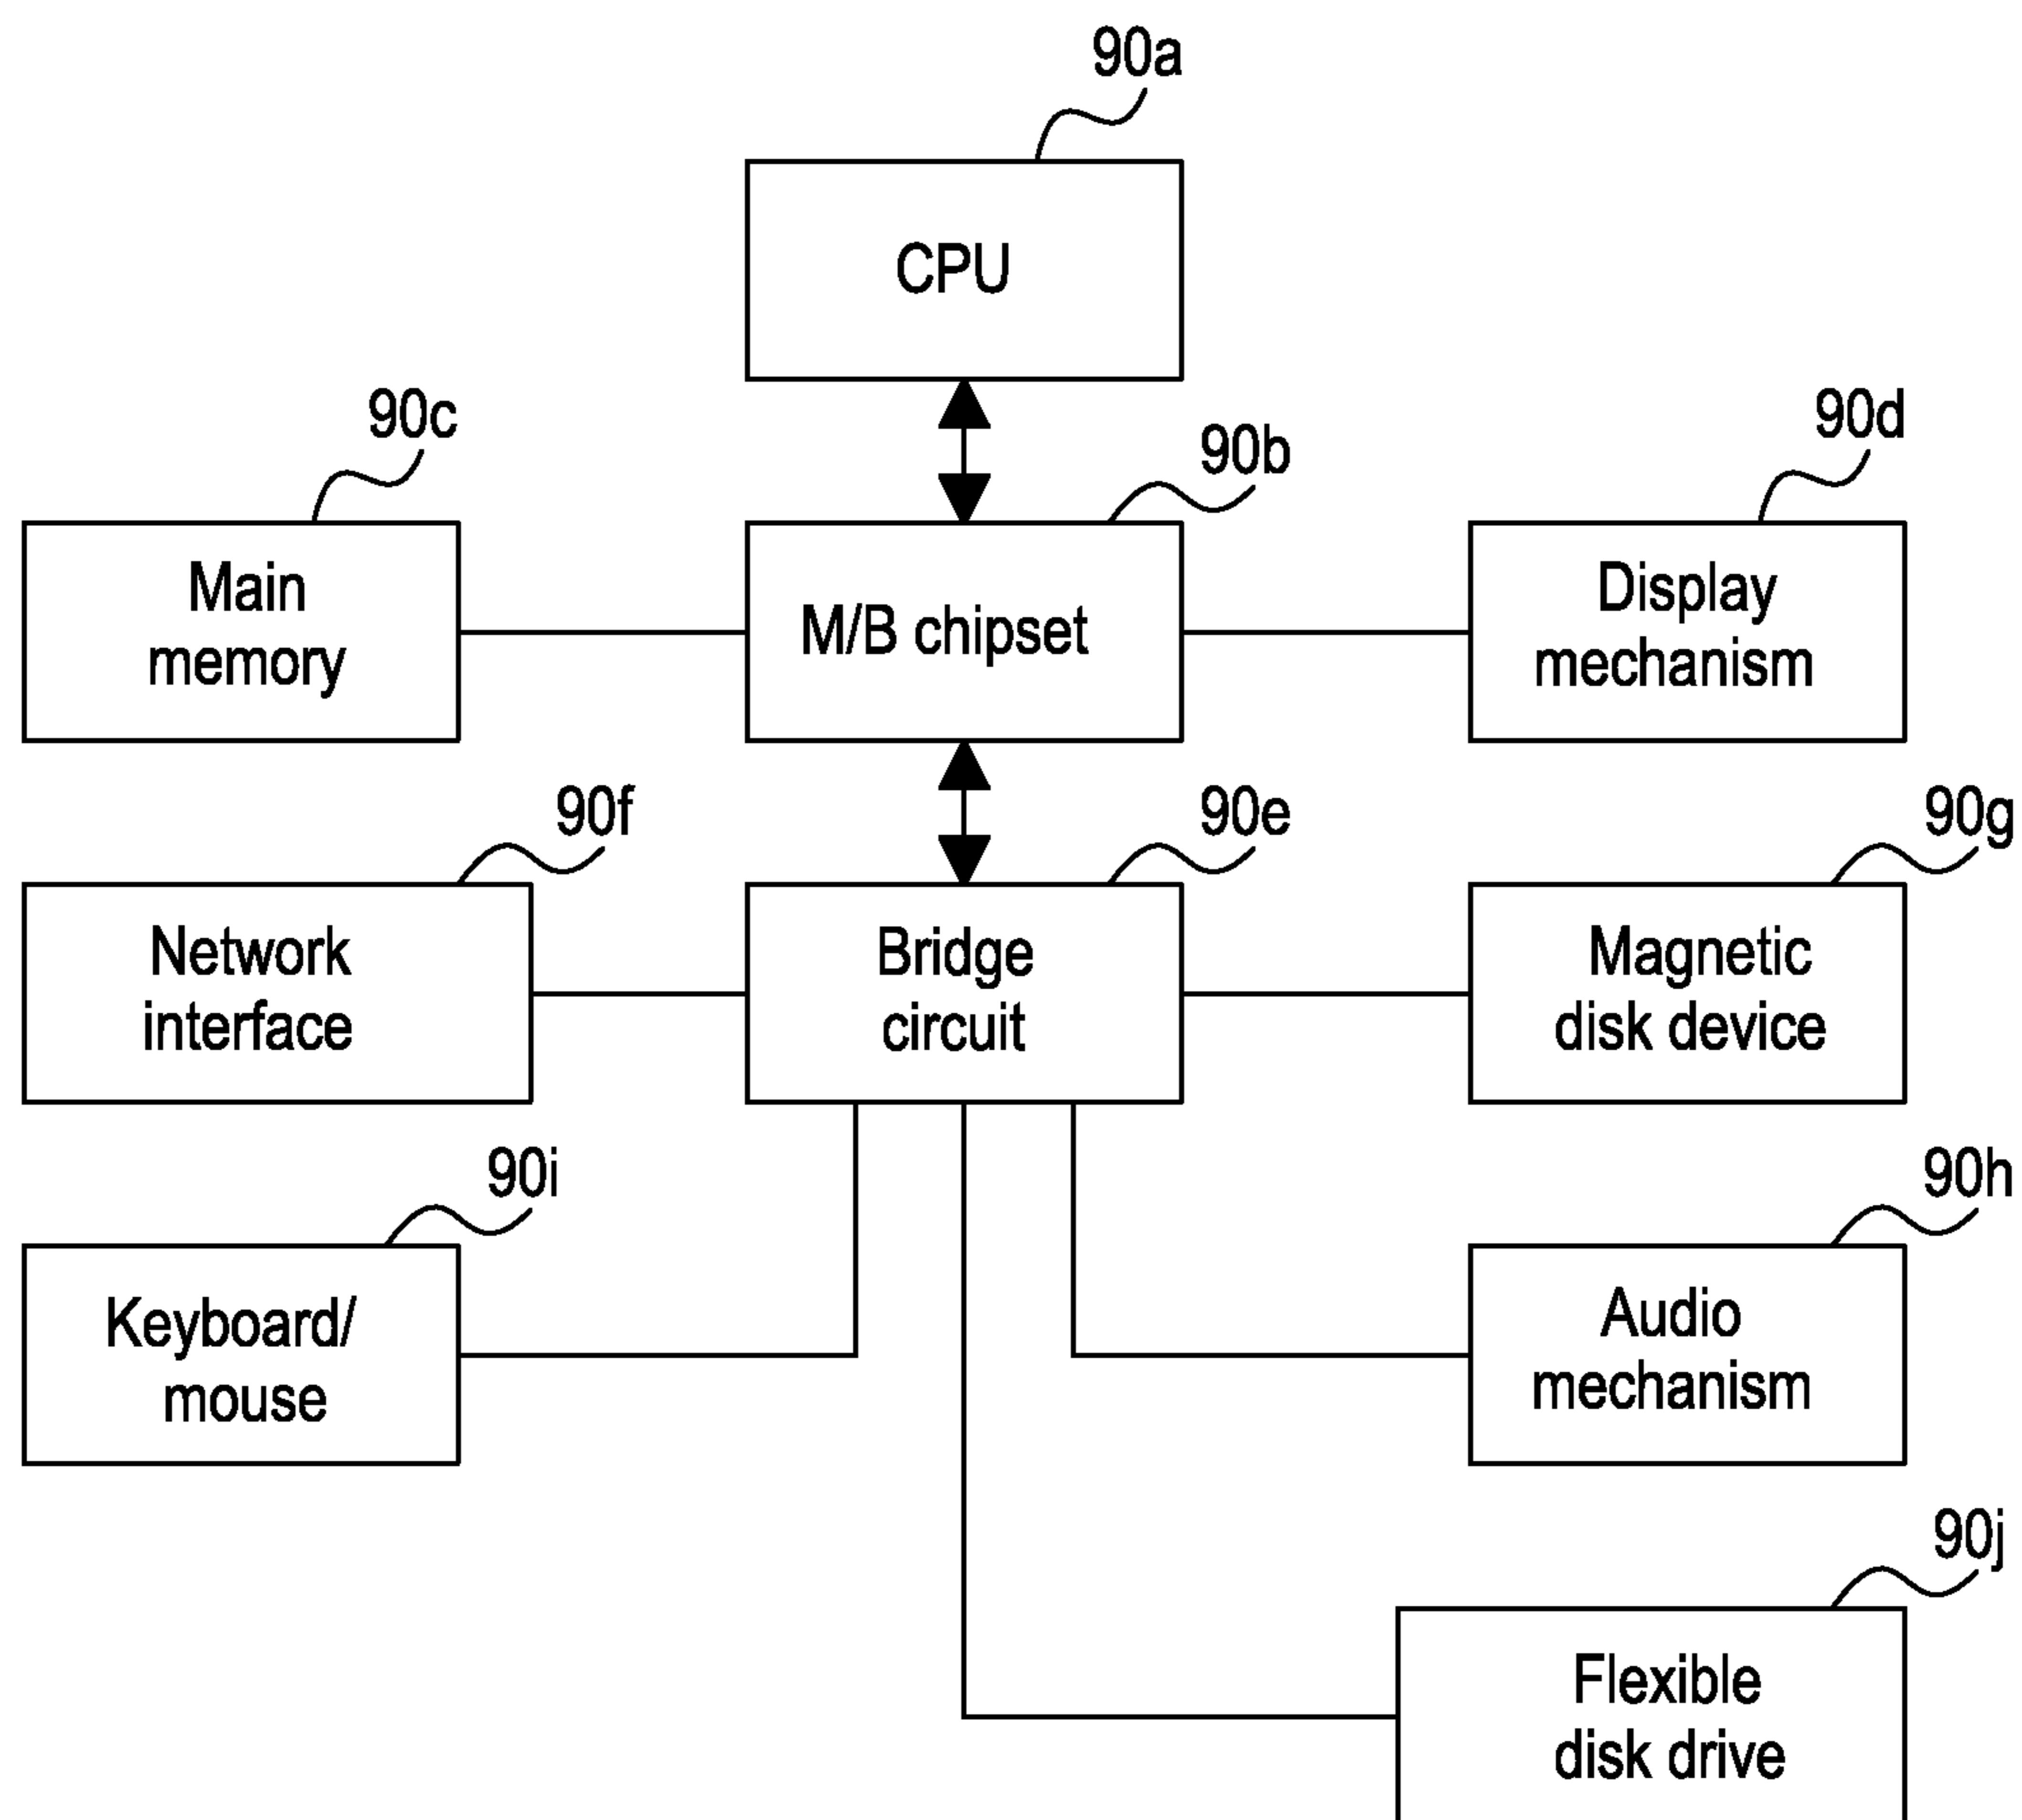 90a
CPU
90c
90b
90d
Main
memory
M/B chipset
Display
mechanism
90f
90e
90g
Network
interface
Bridge
circuit
Magnetic
disk device
90i
90h
Keyboard/
mouse
Audio
mechanism
90j
Flexible
disk drive